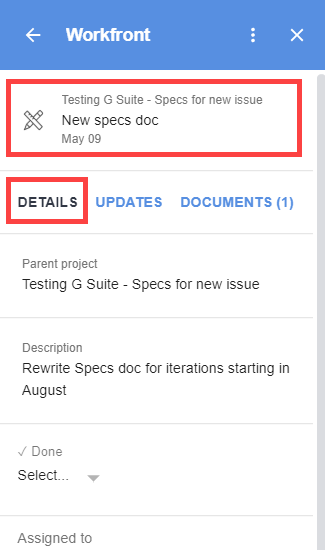 Workfront
Testing G Suite - Specs for new issue
New specs doc
May 09
DETAILS UPDATES DOCUMENTS (1)
Parent project
Testing G Suite - Specs for new issue
Description
Rewrite Specs doc for iterations starting in
August
✓ Done
Select...
Assigned to